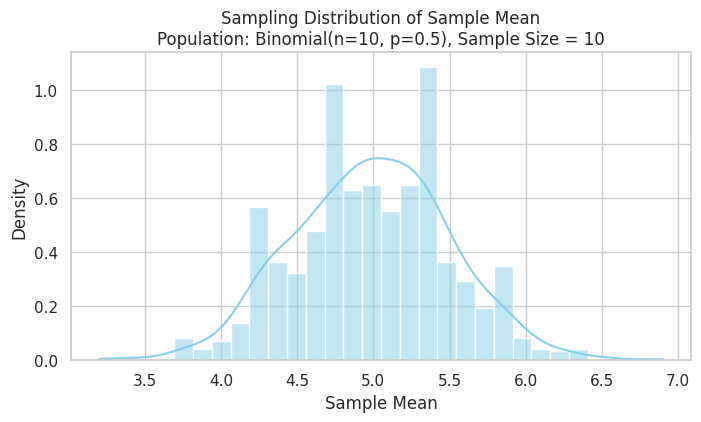 Sampling Distribution of Sample Mean
Population: Binomial(n=10, p=0.5), Sample Size = 10
Density
1.0
0.8
0.6
0.4
0.2
0.0
3.5 4.0 4.5 5.0 5.5 6.0 6.5 7.0
Sample Mean